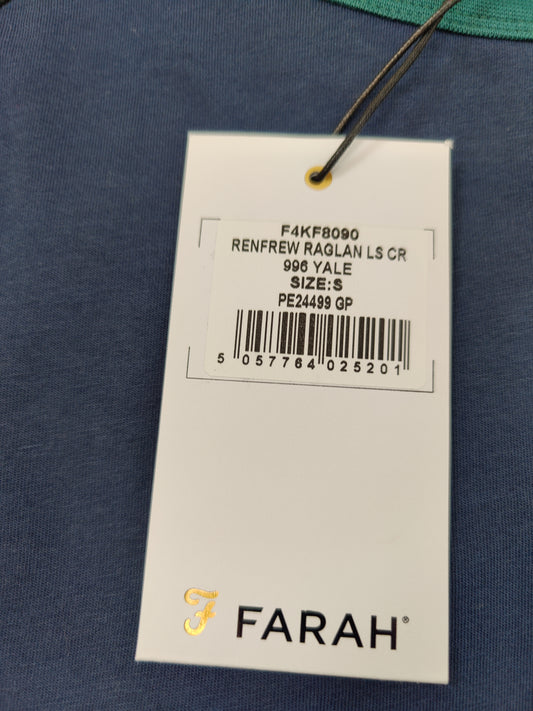 F4KF8090
RENFREW RAGLAN LS CR
996 YALE
SIZE:S
PE24499 GP
5 057764 025201
F FARAH®